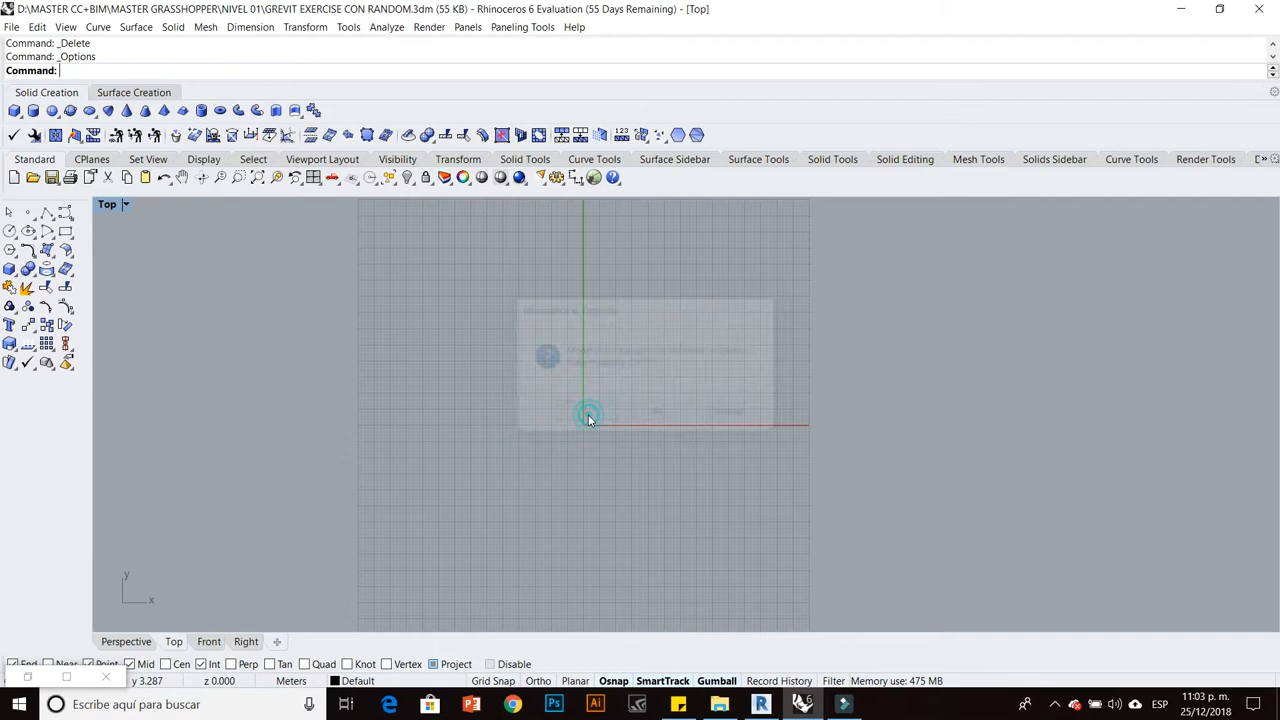 D:\MASTER CC+BIM\MASTER GRASSHOPPER\NIVEL 01\GREVIT EXERCISE CON RANDOM.3dm (55 KB) - Rhinoceros 6 Evaluation (55 Days Remaining) - [Top]
File Edit View Curve Surface Solid Mesh Dimension Transform Tools Analyze Render Panels Paneling Tools Help
Command: _Delete
Command: _Options
Command:
Solid Creation Surface Creation
123
Standard CPlanes Set View Display Select Viewport Layout Visibility Transform Solid Tools Curve Tools Surface Sidebar Surface Tools Solid Tools Solid Editing Mesh Tools Solids Sidebar Curve Tools Render Tools D
Top
y
x
Perspective Top Front Right
End Near Point Mid Cen Int Perp Tan Quad Knot Vertex Project Disable
y 3.287 z 0.000 Meters Default Grid Snap Ortho Planar Osnap SmartTrack Gumball Record History Filter Memory use: 475 MB
Escribe aquí para buscar
ESP
11:03 p. m.
25/12/2018